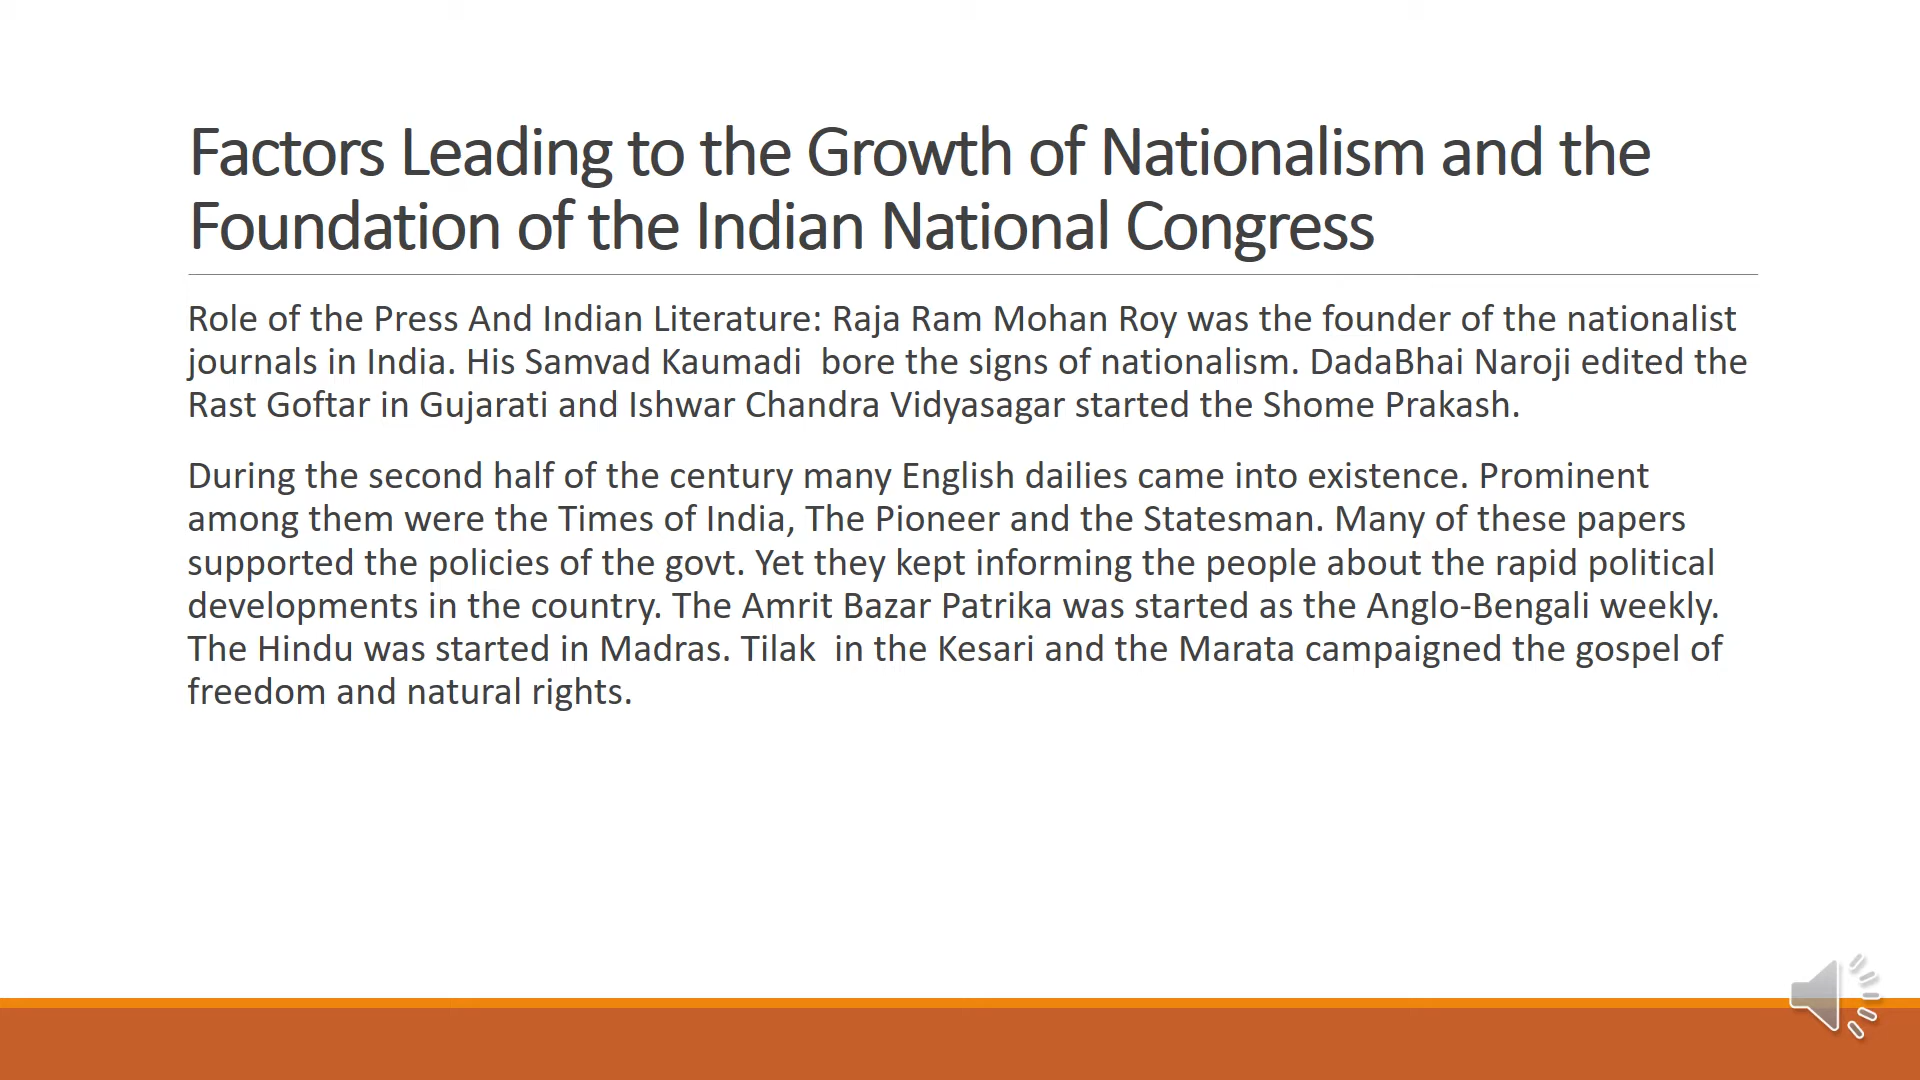 Factors Leading to the Growth of Nationalism and the
Foundation of the Indian National Congress
Role of the Press And Indian Literature: Raja Ram Mohan Roy was the founder of the nationalist
journals in India. His Samvad Kaumadi  bore the signs of nationalism. DadaBhai Naroji edited the
Rast Goftar in Gujarati and Ishwar Chandra Vidyasagar started the Shome Prakash.
During the second half of the century many English dailies came into existence. Prominent
among them were the Times of India, The Pioneer and the Statesman. Many of these papers
supported the policies of the govt. Yet they kept informing the people about the rapid political
developments in the country. The Amrit Bazar Patrika was started as the Anglo-Bengali weekly.
The Hindu was started in Madras. Tilak  in the Kesari and the Marata campaigned the gospel of
freedom and natural rights.